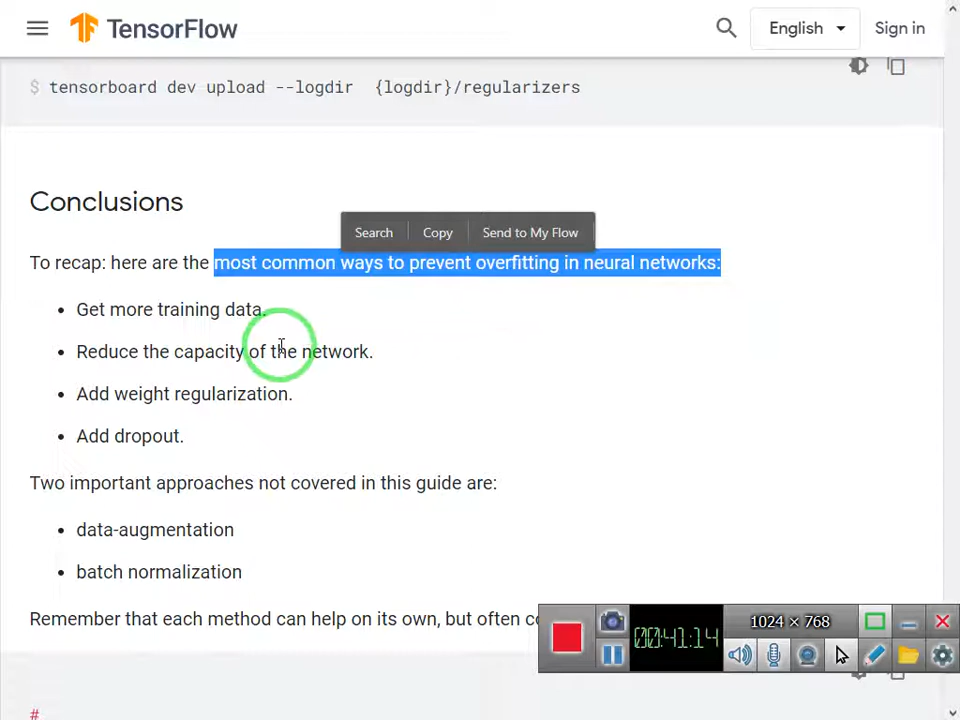 TensorFlow
English
Sign in
$ tensorboard dev upload --logdir {logdir}/regularizers
Conclusions
Search
Copy
Send to My Flow
To recap: here are the most common ways to prevent overfitting in neural networks:
• Get more training data.
• Reduce the capacity of the network.
• Add weight regularization.
• Add dropout.
Two important approaches not covered in this guide are:
• data-augmentation
• batch normalization
Remember that each method can help on its own, but often
00:41:14
1024 × 768
#